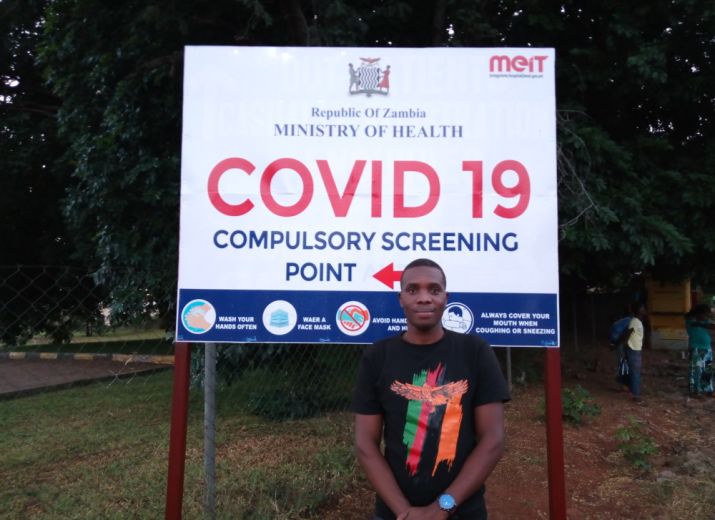 MEIT
Republic Of Zambia
MINISTRY OF HEALTH
COVID 19
COMPULSORY SCREENING
POINT
WASH YOUR
HANDS OFTEN
WAER A
FACE MASK
AVOID
ALWAYS COVER YOUR
MOUTH WHEN
COUGHING OR SNEEZING